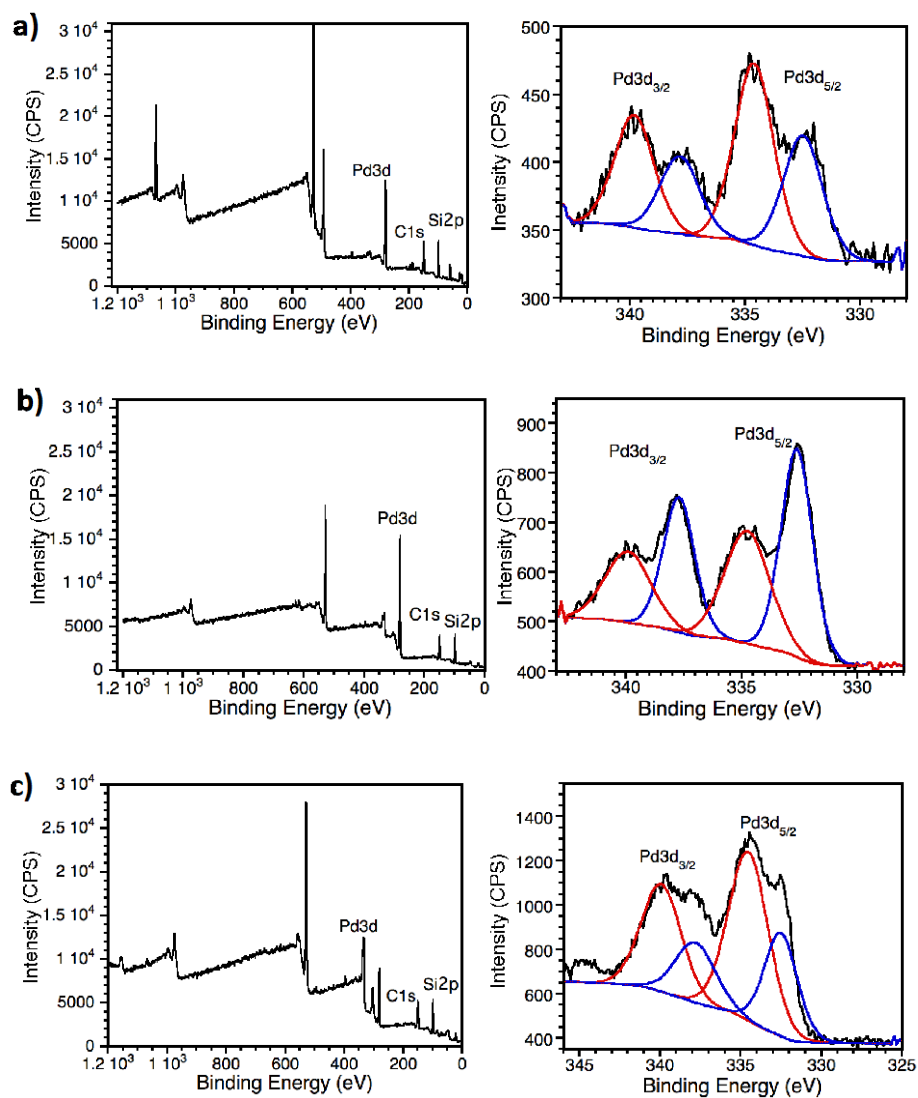 a)
3 10⁴
2.5 10⁴
2 10⁴
1.5 10⁴
1 10⁴
5000
0
Intensity (CPS)
Pd3d
C1s
Si2p
1.2 10³
1 10³
800
600
400
200
0
Binding Energy (eV)
500
450
400
350
300
Inetnsity (CPS)
Pd3d3/2
Pd3d5/2
340
335
330
Binding Energy (eV)
b)
3 10⁴
2.5 10⁴
2 10⁴
1.5 10⁴
1 10⁴
5000
0
Intensity (CPS)
Pd3d
C1s
Si2p
1.2 10³
1 10³
800
600
400
200
0
Binding Energy (eV)
900
800
700
600
500
400
Intensity (CPS)
Pd3d3/2
Pd3d5/2
340
335
330
Binding Energy (eV)
c)
3 10⁴
2.5 10⁴
2 10⁴
1.5 10⁴
1 10⁴
5000
0
Intensity (CPS)
Pd3d
C1s
Si2p
1.2 10³
1 10³
800
600
400
200
0
Binding Energy (eV)
1400
1200
1000
800
600
400
Intensity (CPS)
Pd3d3/2
Pd3d5/2
345
340
335
330
325
Binding Energy (eV)